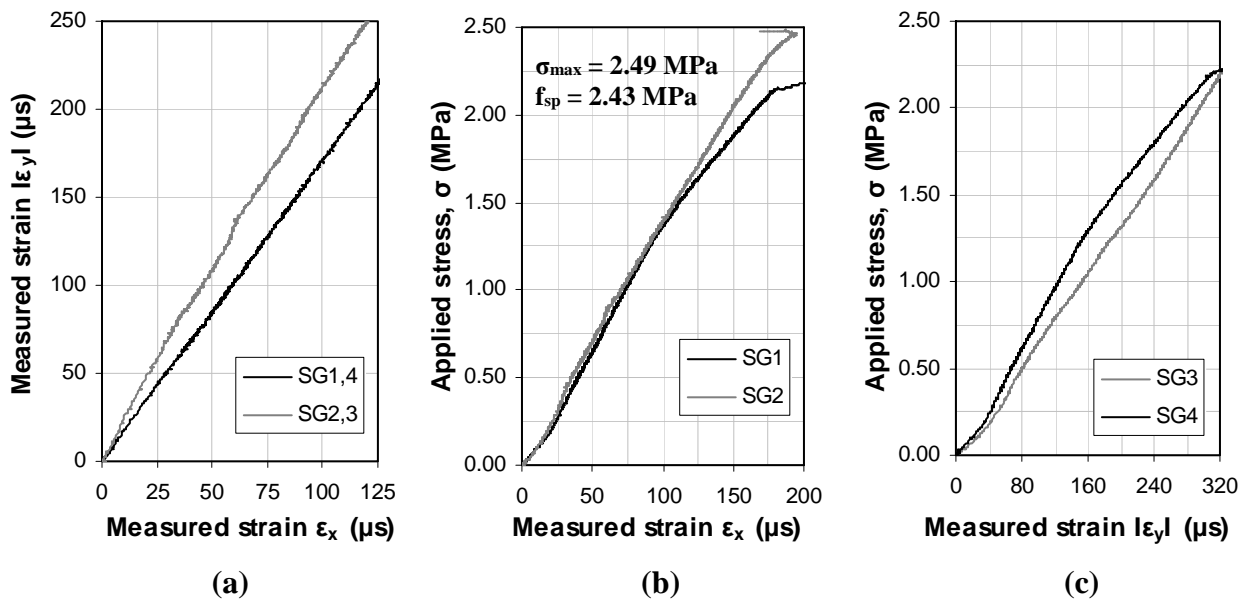 Measured strain IεyI (µs)
250
200
150
100
50
0
0 25 50 75 100 125
Measured strain εx (µs)
SG1,4
SG2,3
(a)
Applied stress, σ (MPa)
2.50
2.00
1.50
1.00
0.50
0.00
0 50 100 150 200
Measured strain εx (µs)
σmax = 2.49 MPa
fsp = 2.43 MPa
SG1
SG2
(b)
Applied stress, σ (MPa)
2.50
2.00
1.50
1.00
0.50
0.00
0 80 160 240 320
Measured strain IεyI (µs)
SG3
SG4
(c)